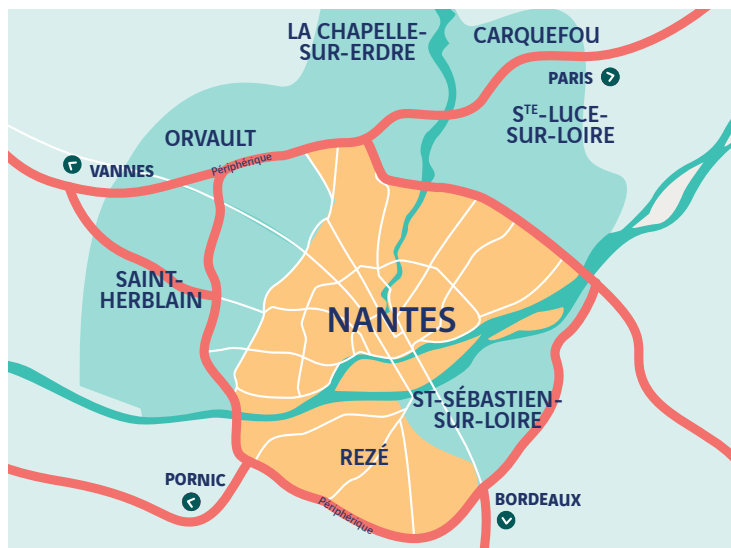 LA CHAPELLE-
SUR-ERDRE
CARQUEFOU
PARIS
STE-LUCE-
SUR-LOIRE
ORVAULT
Périphérique
VANNES
SAINT-
HERBLAIN
NANTES
ST-SÉBASTIEN-
SUR-LOIRE
REZÉ
PORNIC
BORDEAUX
Périphérique